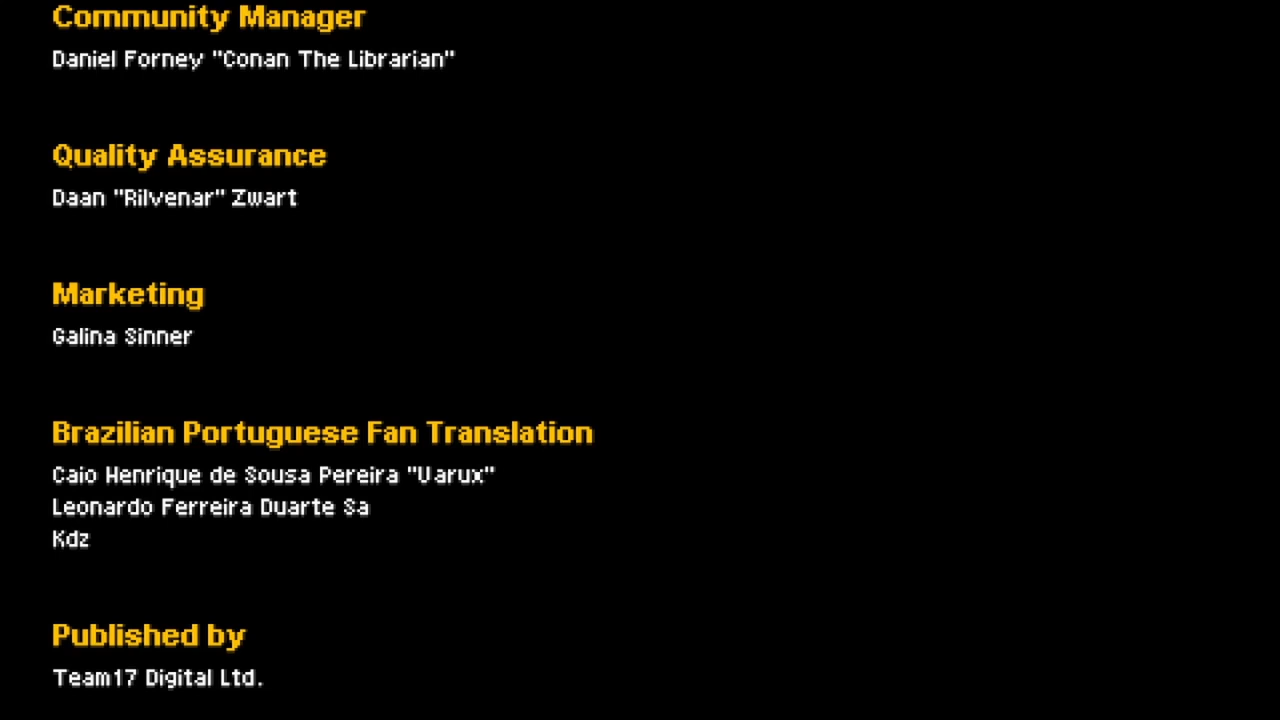 Community Manager
Daniel Forney "Conan The Librarian"
Quality Assurance
Daan "Rilvenar" Zwart
Marketing
Galina Sinner
Brazilian Portuguese Fan Translation
Caio Henrique de Sousa Pereira "Varux"
Leonardo Ferreira Duarte Sa
Kdz
Published by
Team17 Digital Ltd.